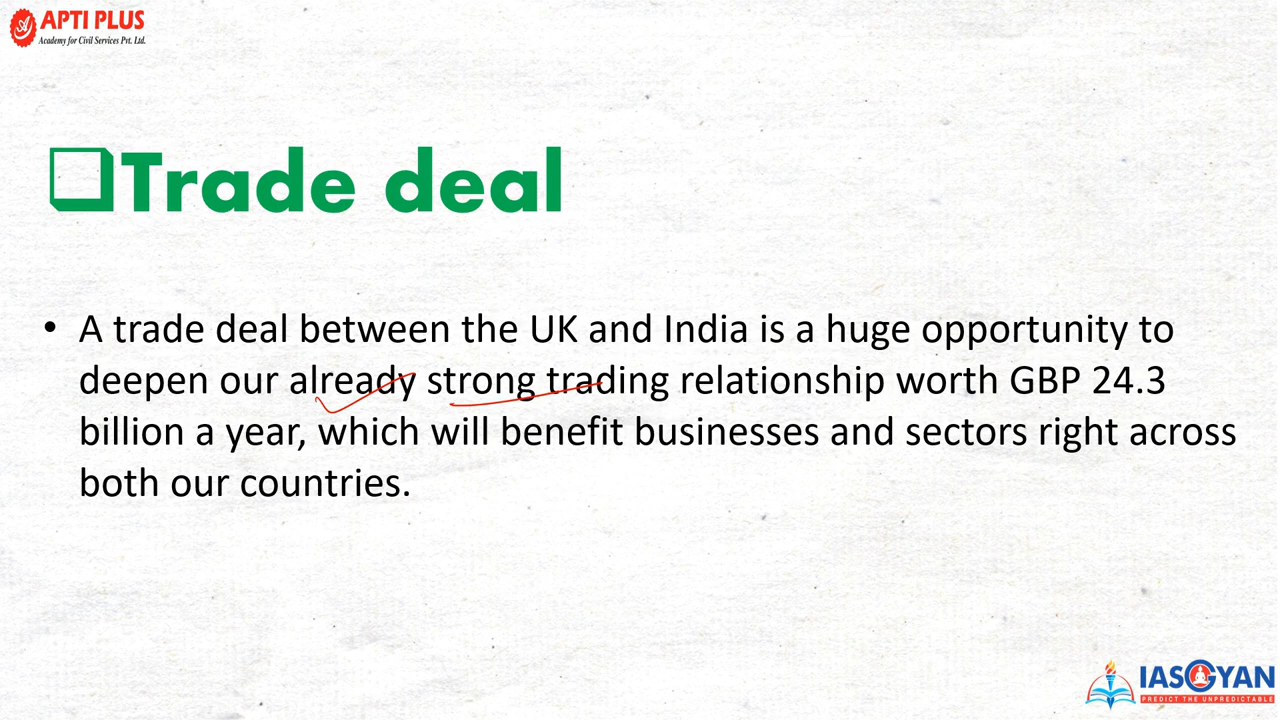 APTI PLUS
Academy for Civil Services Pvt. Ltd.
Trade deal
• A trade deal between the UK and India is a huge opportunity to
deepen our already strong trading relationship worth GBP 24.3
billion a year, which will benefit businesses and sectors right across
both our countries.
IASGYAN
PREDICT THE UNPREDICTABLE